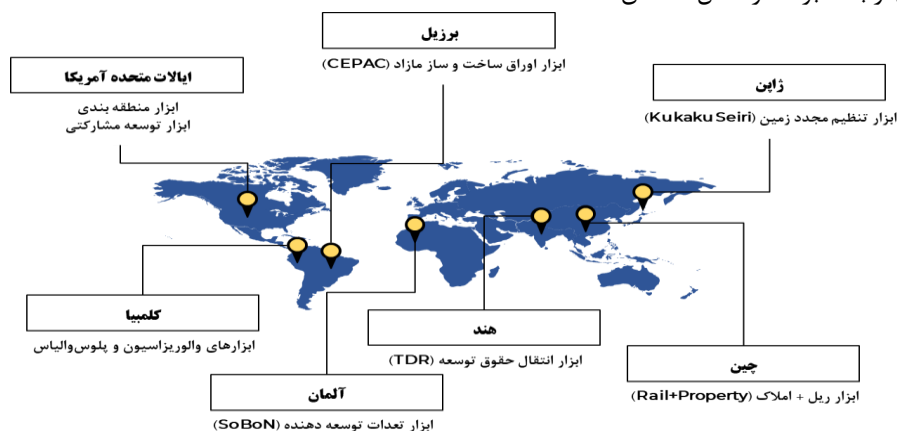 برزیل
ابزار اوراق ساخت و ساز مازاد (CEPAC)
ایالات متحده آمریکا
ابزار منطقه بندی
ابزار توسعه مشارکتی
ژاپن
ابزار تنظیم مجدد زمین (Kukaku Seiri)
کلمبیا
ابزارهای والوریزاسیون و پلوس‌والیاس
هند
ابزار انتقال حقوق توسعه (TDR)
چین
ابزار ریل + املاک (Rail+Property)
آلمان
ابزار تعدات توسعه دهنده (SoBoN)